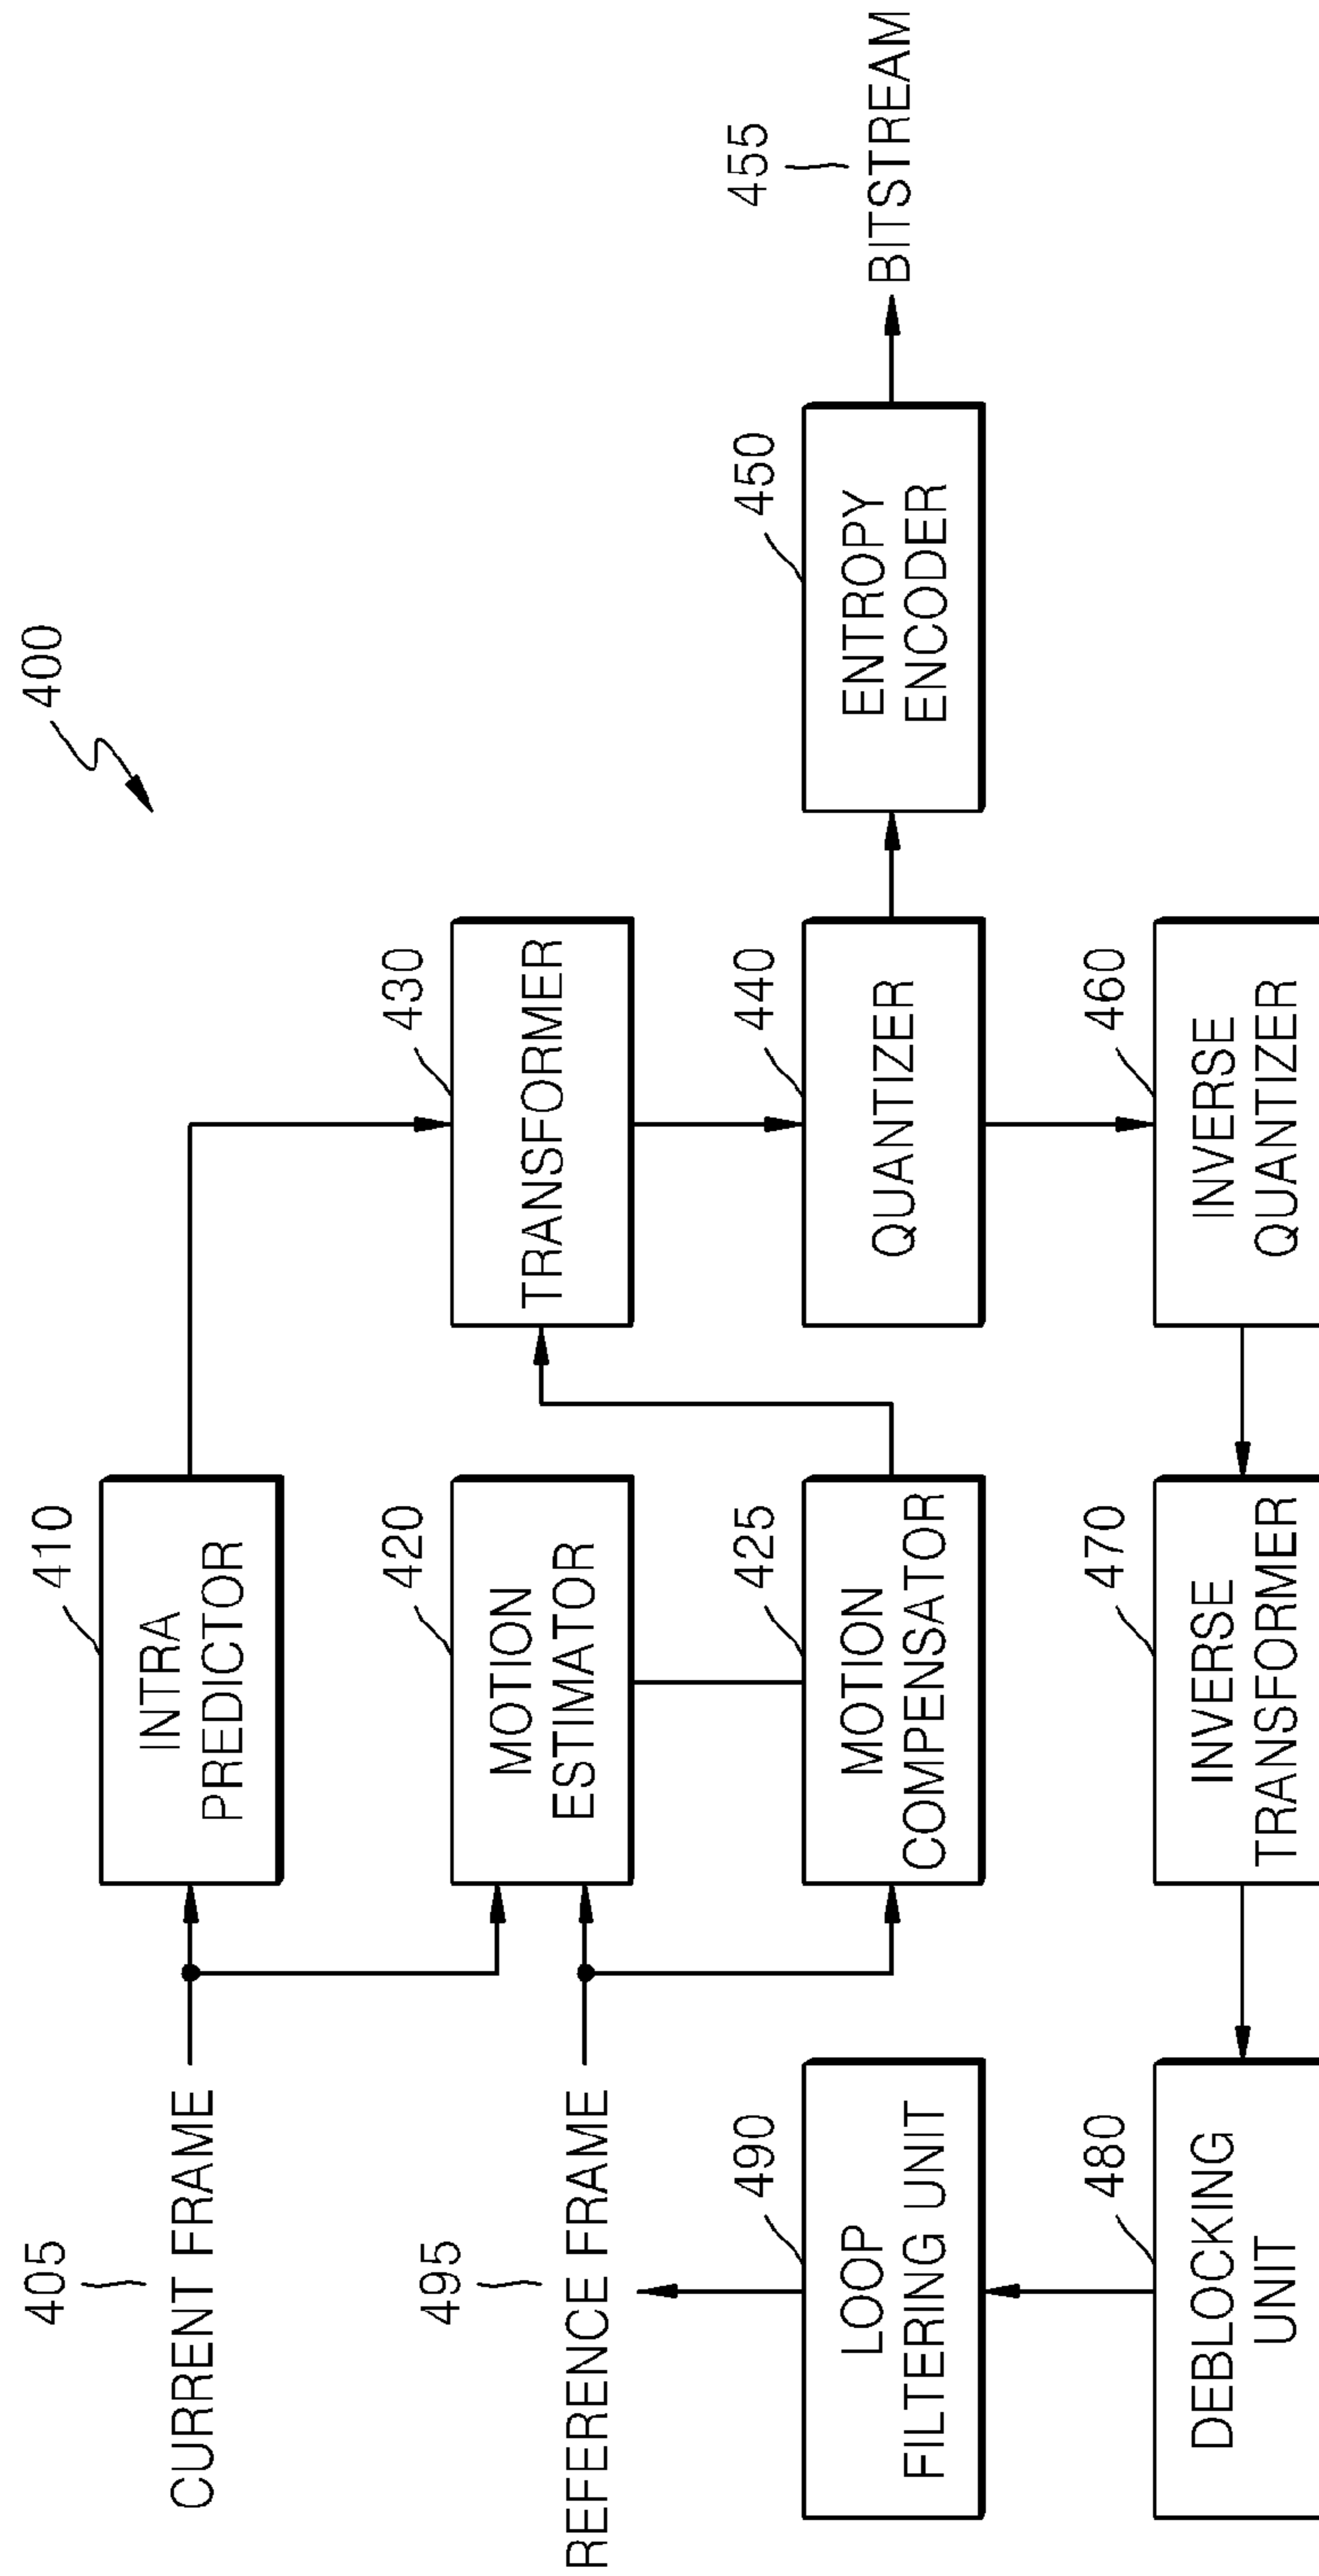 400
405
CURRENT FRAME
410
INTRA
PREDICTOR
495
REFERENCE FRAME
420
MOTION
ESTIMATOR
430
TRANSFORMER
490
LOOP
FILTERING UNIT
425
MOTION
COMPENSATOR
440
QUANTIZER
450
ENTROPY
ENCODER
455
BITSTREAM
480
DEBLOCKING
UNIT
470
INVERSE
TRANSFORMER
460
INVERSE
QUANTIZER